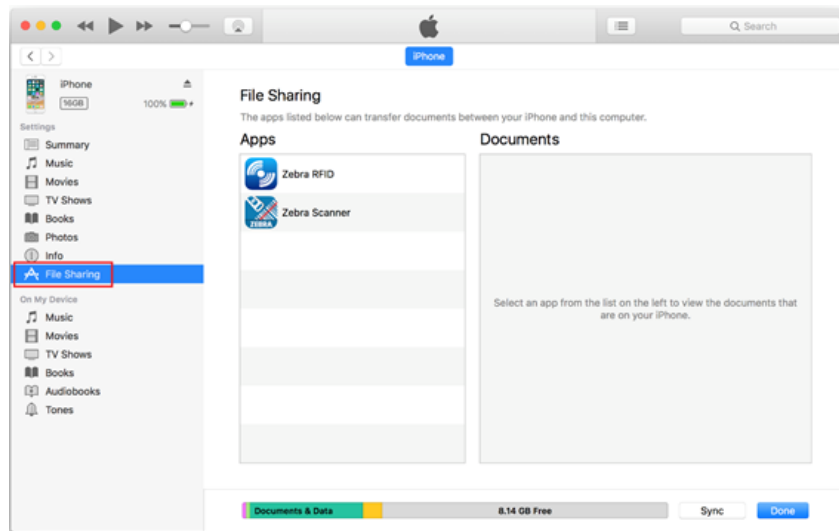 Search
iPhone
iPhone
16GB
100%
Settings
Summary
Music
Movies
TV Shows
Books
Photos
Info
File Sharing
On My Device
Music
Movies
TV Shows
Books
Audiobooks
Tones
File Sharing
The apps listed below can transfer documents between your iPhone and this computer.
Apps
Zebra RFID
ZEBRA
Zebra Scanner
Documents
Select an app from the list on the left to view the documents that
are on your iPhone.
Documents & Data
8.14 GB Free
Sync
Done